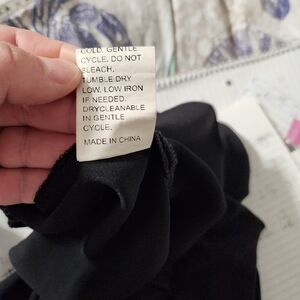 COLD, GENTLE
CYCLE. DO NOT
BLEACH.
TUMBLE DRY
LOW. LOW IRON
IF NEEDED.
DRYCLEANABLE
IN GENTLE
CYCLE.
MADE IN CHINA